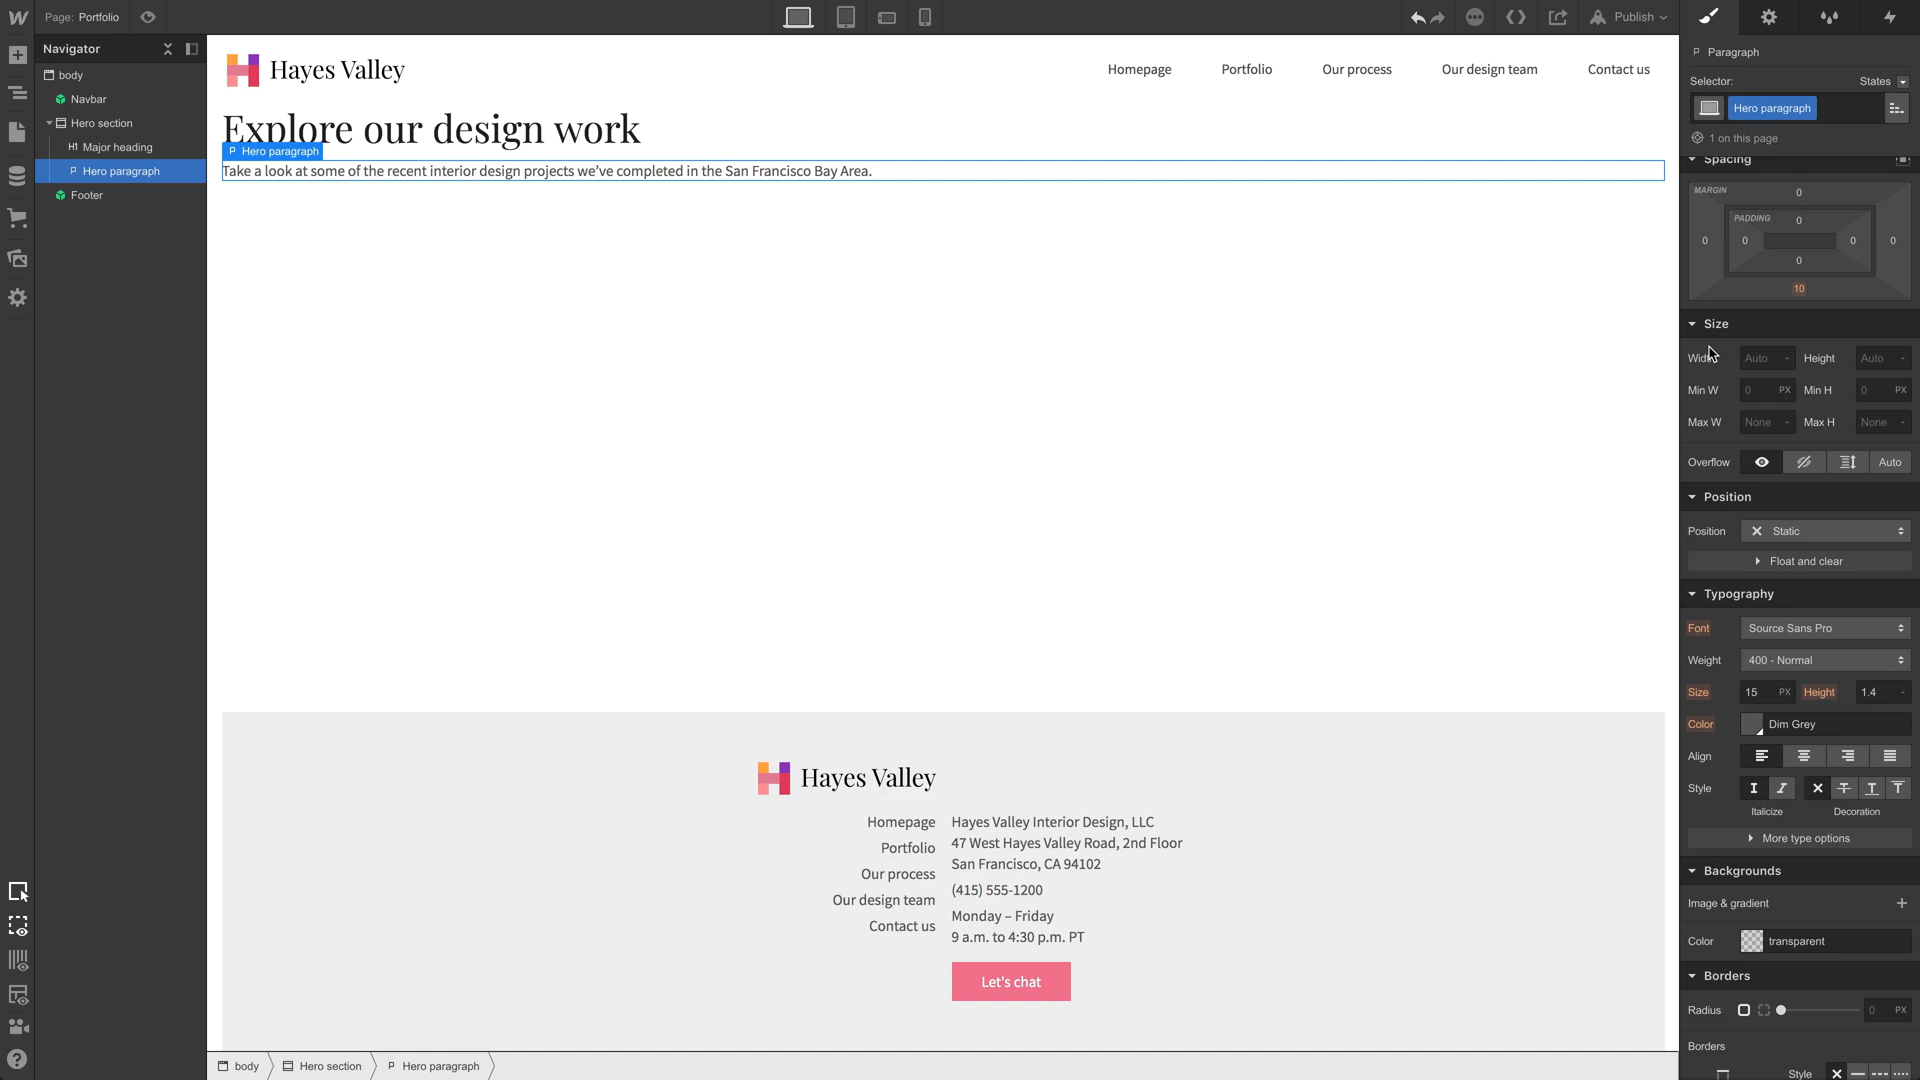 Page: Portfolio
Publish
Navigator
body
Navbar
Hero section
H1 Major heading
P Hero paragraph
Footer
Hayes Valley
Homepage
Portfolio
Our process
Our design team
Contact us
Explore our design work
P Hero paragraph
Take a look at some of the recent interior design projects we've completed in the San Francisco Bay Area.
Hayes Valley
Homepage
Portfolio
Our process
Our design team
Contact us
Hayes Valley Interior Design, LLC
47 West Hayes Valley Road, 2nd Floor
San Francisco, CA 94102
(415) 555-1200
Monday – Friday
9 a.m. to 4:30 p.m. PT
Let's chat
body
Hero section
P Hero paragraph
P Paragraph
Selector:
States
Hero paragraph
1 on this page
Spacing
MARGIN
0
PADDING
0
0
0
0
0
0
10
Size
Width Auto -
Height Auto -
Min W 0 PX
Min H 0 PX
Max W None -
Max H None -
Overflow
Auto
Position
Position Static
Float and clear
Typography
Font Source Sans Pro
Weight 400 - Normal
Size 15 PX
Height 1.4 -
Color Dim Grey
Align
Style
Italicize
Decoration
More type options
Backgrounds
Image & gradient
Color transparent
Borders
Radius 0 PX
Borders
Style